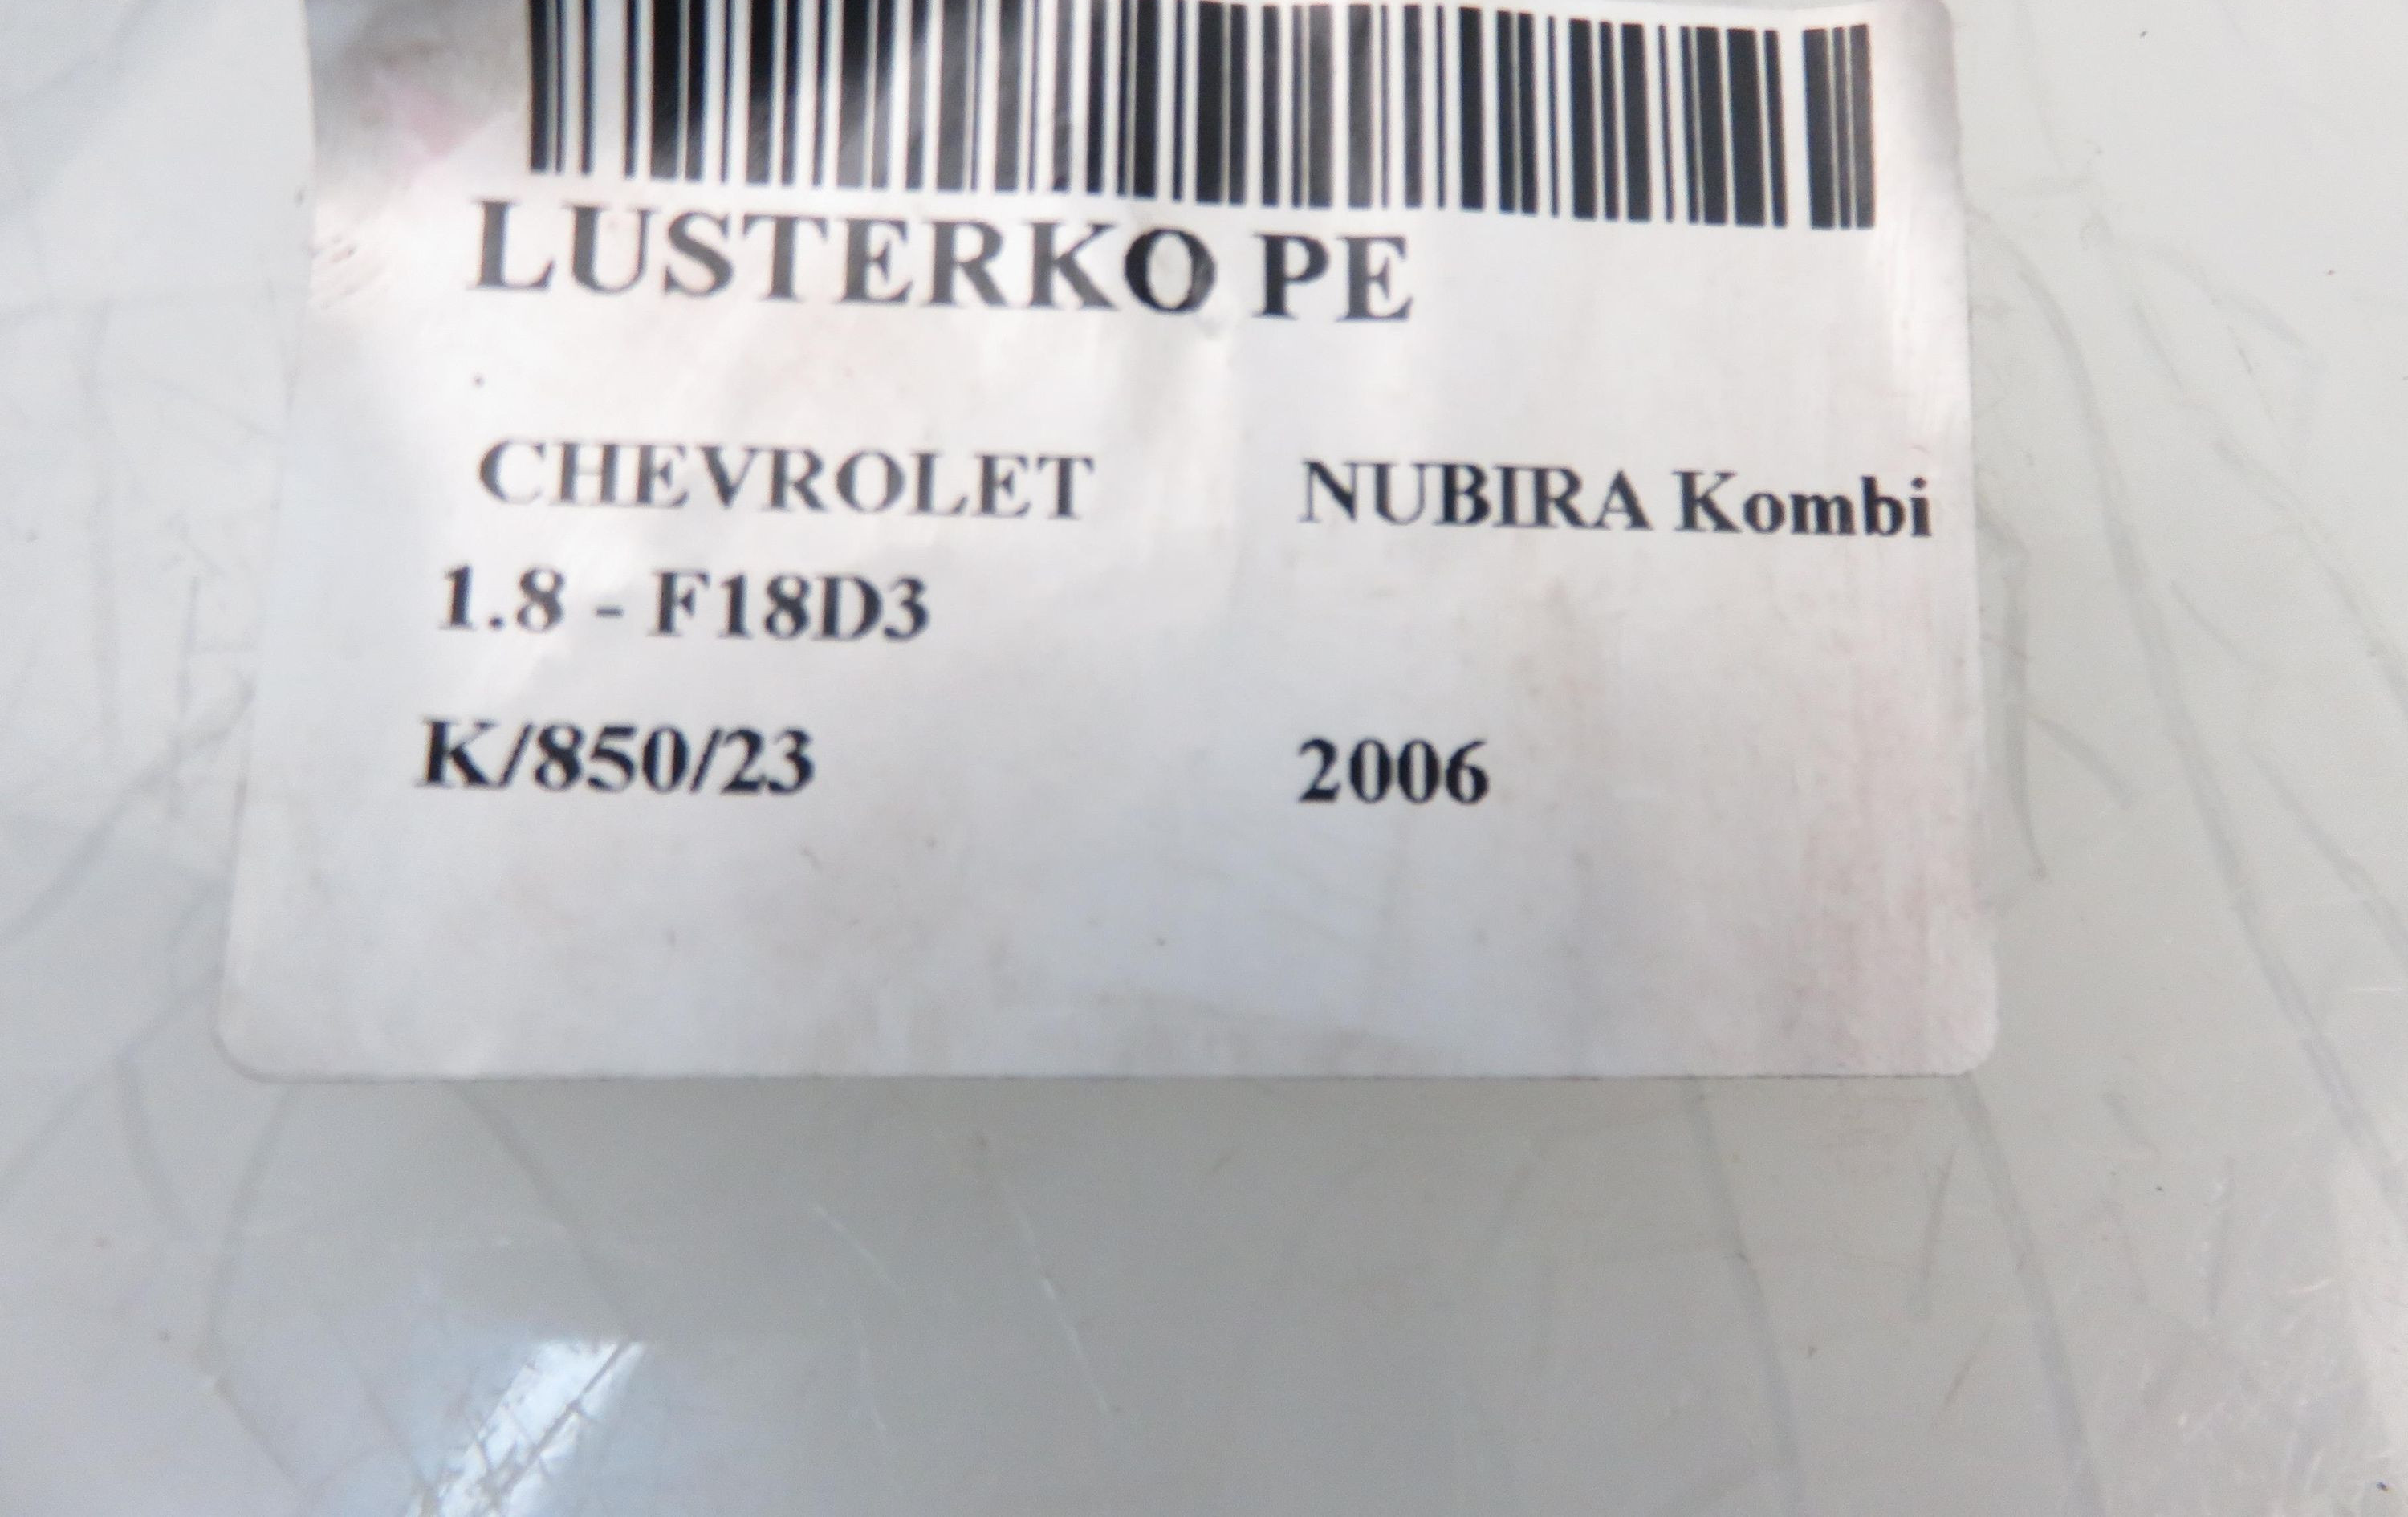 LUSTERKO PE
CHEVROLET NUBIRA Kombi
1.8 - F18D3
K/850/23 2006